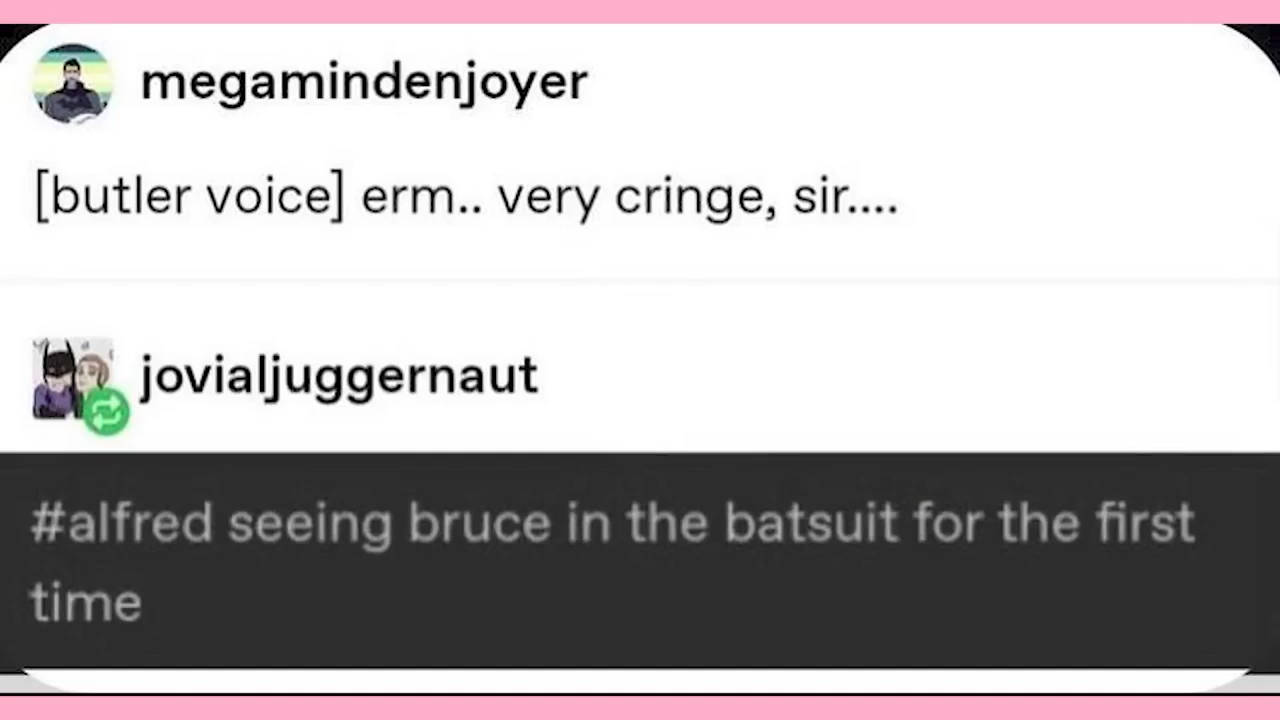 megamindenjoyer
[butler voice] erm.. very cringe, sir....
jovialjuggernaut
#alfred seeing bruce in the batsuit for the first
time